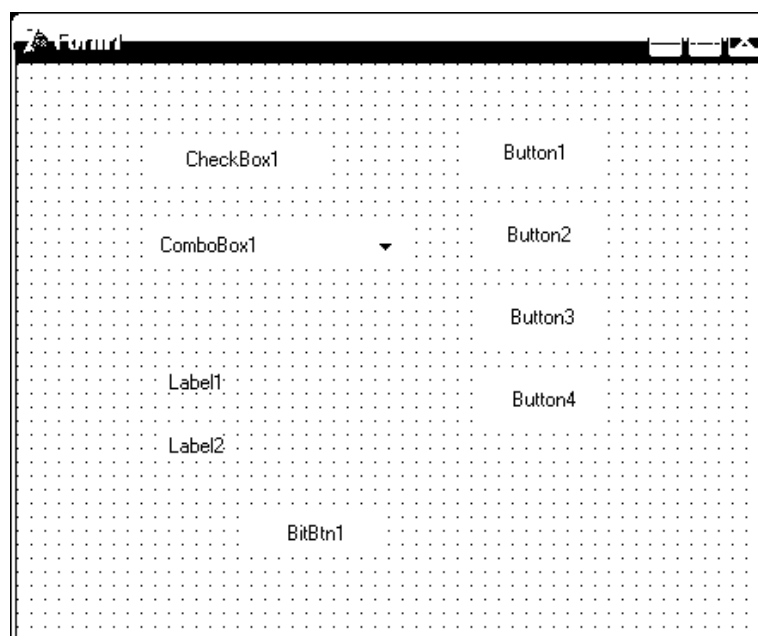 Form1
CheckBox1
Button1
ComboBox1
Button2
Button3
Label1
Button4
Label2
BitBtn1